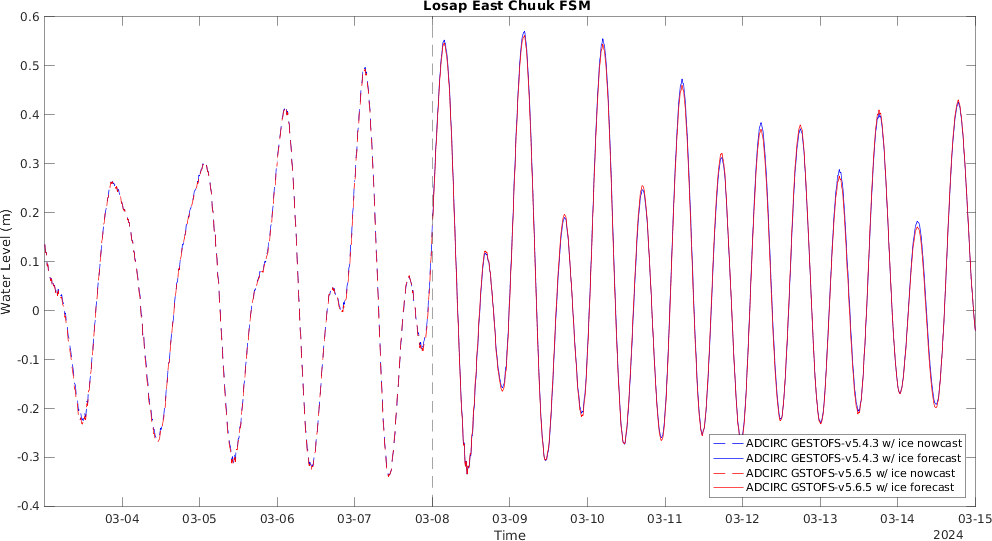 Losap East Chuuk FSM
0.6
0.5
0.4
0.3
0.2
0.1
0
-0.1
-0.2
-0.3
-0.4
Water Level (m)
ADCIRC GESTOFS-v5.4.3 w/ ice nowcast
ADCIRC GESTOFS-v5.4.3 w/ ice forecast
ADCIRC GSTOFS-v5.6.5 w/ ice nowcast
ADCIRC GSTOFS-v5.6.5 w/ ice forecast
03-04 03-05 03-06 03-07 03-08 03-09 03-10 03-11 03-12 03-13 03-14 03-15
Time
2024